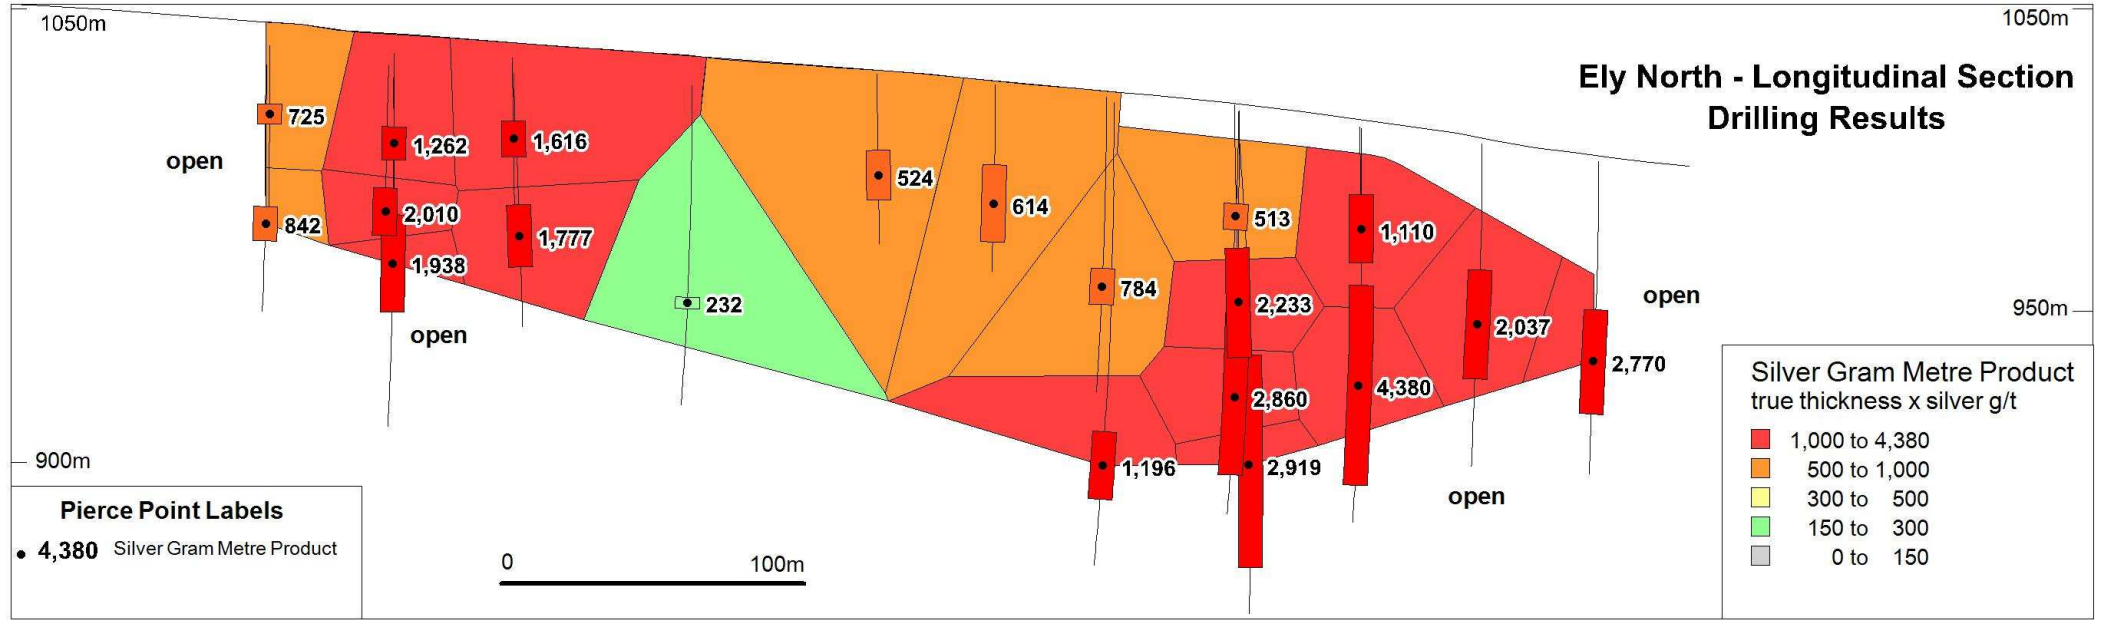 1050m
1050m
Ely North - Longitudinal Section
Drilling Results
725
1,262
1,616
open
524
614
2,010
842
1,777
513
1,110
1,938
784
232
2,233
2,037
open
950m
open
2,770
4,380
2,860
900m
1,196
2,919
open
Silver Gram Metre Product
true thickness x silver g/t
1,000 to 4,380
500 to 1,000
300 to 500
150 to 300
0 to 150
Pierce Point Labels
4,380 Silver Gram Metre Product
0 100m